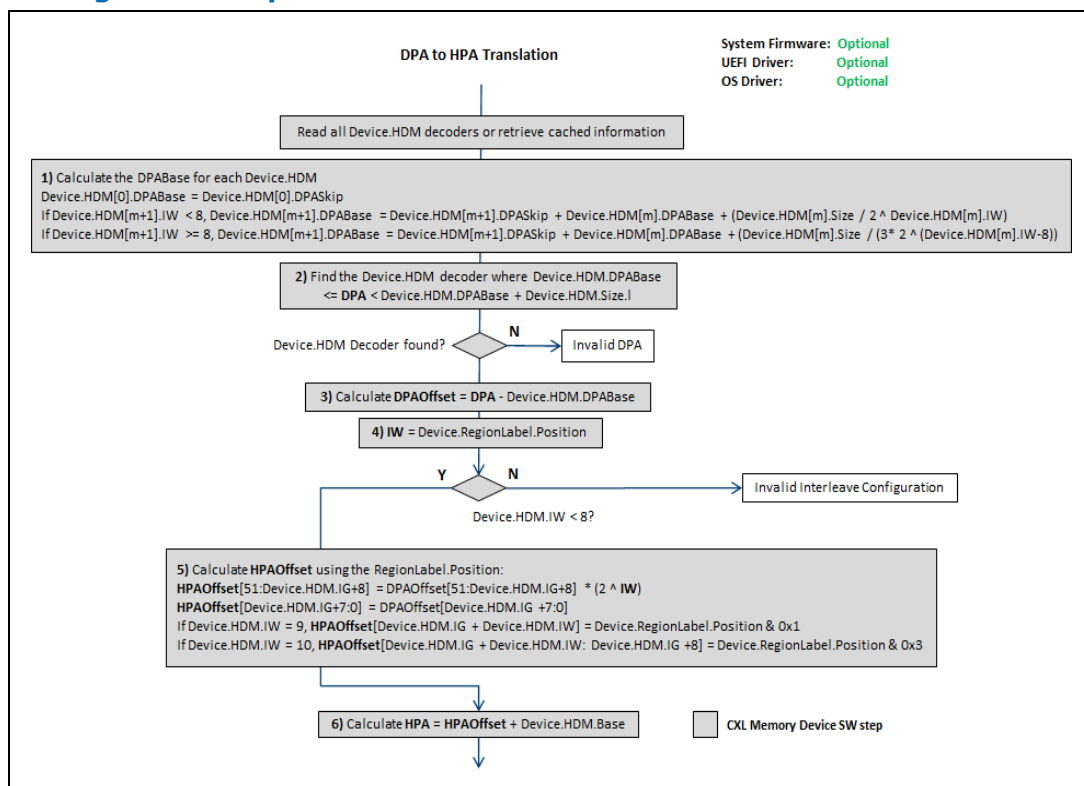 DPA to HPA Translation
System Firmware: Optional
UEFI Driver: Optional
OS Driver: Optional
Read all Device.HDM decoders or retrieve cached information
1) Calculate the DPABase for each Device.HDM
Device.HDM[0].DPABase = Device.HDM[0].DPASkip
If Device.HDM[m+1].IW < 8, Device.HDM[m+1].DPABase = Device.HDM[m+1].DPASkip + Device.HDM[m].DPABase + (Device.HDM[m].Size / 2 ^ Device.HDM[m].IW)
If Device.HDM[m+1].IW >= 8, Device.HDM[m+1].DPABase = Device.HDM[m+1].DPASkip + Device.HDM[m].DPABase + (Device.HDM[m].Size / (3* 2 ^ (Device.HDM[m].IW-8))
2) Find the Device.HDM decoder where Device.HDM.DPABase
<= DPA < Device.HDM.DPABase + Device.HDM.Size.l
Device.HDM Decoder found?
N
Invalid DPA
3) Calculate DPAOffset = DPA - Device.HDM.DPABase
4) IW = Device.RegionLabel.Position
Y
N
Invalid Interleave Configuration
Device.HDM.IW < 8?
5) Calculate HPAOffset using the RegionLabel.Position:
HPAOffset[51:Device.HDM.IG+8] = DPAOffset[51:Device.HDM.IG+8] * (2 ^ IW)
HPAOffset[Device.HDM.IG+7:0] = DPAOffset[Device.HDM.IG +7:0]
If Device.HDM.IW = 9, HPAOffset[Device.HDM.IG + Device.HDM.IW] = Device.RegionLabel.Position & 0x1
If Device.HDM.IW = 10, HPAOffset[Device.HDM.IG + Device.HDM.IW: Device.HDM.IG +8] = Device.RegionLabel.Position & 0x3
6) Calculate HPA = HPAOffset + Device.HDM.Base
CXL Memory Device SW step